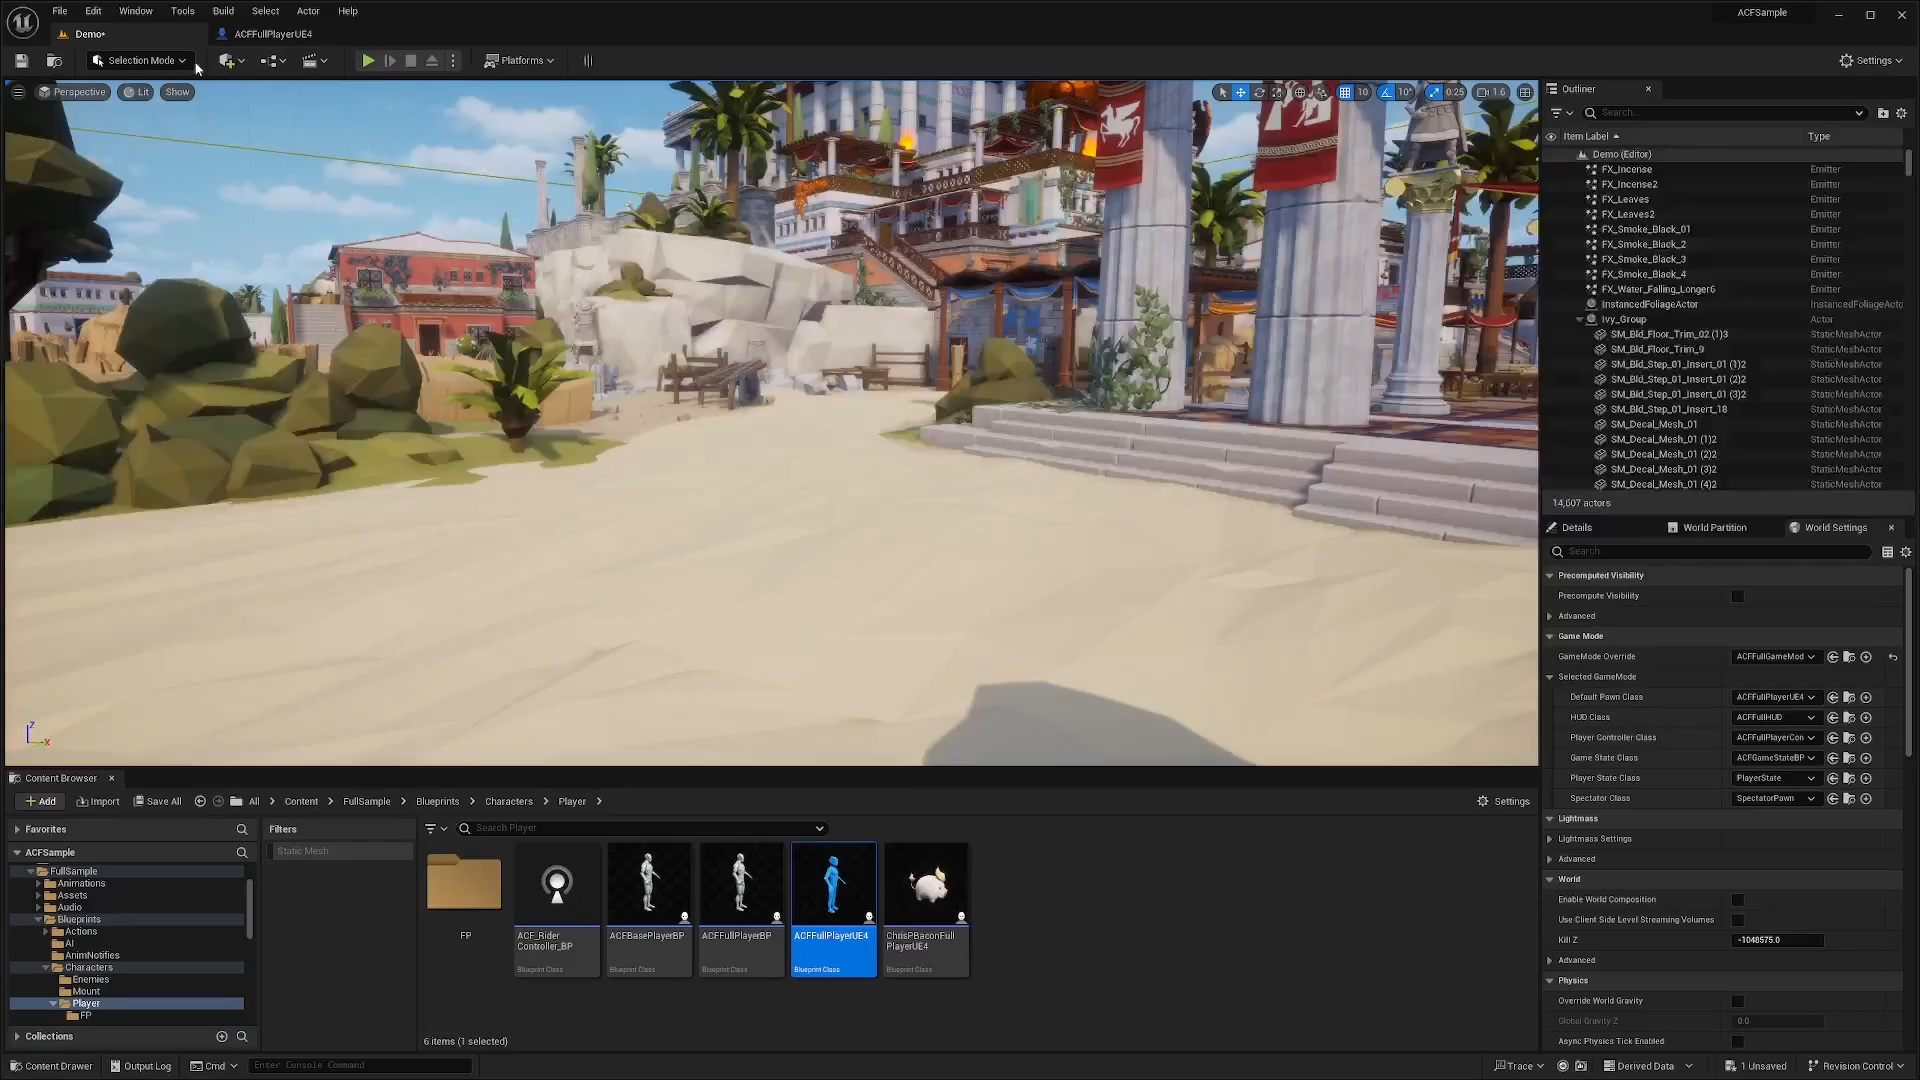 File Edit Window Tools Build Select Actor Help
ACFSample
Demo*
ACFFullPlayerUE4
Selection Mode
Platforms
Settings
Perspective
Lit
Show
10
10°
0.25
1.6
Outliner
Search...
Item Label
Type
Demo (Editor)
FX_Incense Emitter
FX_Incense2 Emitter
FX_Leaves Emitter
FX_Leaves2 Emitter
FX_Smoke_Black_01 Emitter
FX_Smoke_Black_2 Emitter
FX_Smoke_Black_3 Emitter
FX_Smoke_Black_4 Emitter
FX_Water_Falling_Longer6 Emitter
InstancedFoliageActor InstancedFoliageActo
Ivy_Group Actor
SM_Bld_Floor_Trim_02 (1)3 StaticMeshActor
SM_Bld_Floor_Trim_9 StaticMeshActor
SM_Bld_Step_01_Insert_01 (1)2 StaticMeshActor
SM_Bld_Step_01_Insert_01 (2)2 StaticMeshActor
SM_Bld_Step_01_Insert_01 (3)2 StaticMeshActor
SM_Bld_Step_01_Insert_18 StaticMeshActor
SM_Decal_Mesh_01 StaticMeshActor
SM_Decal_Mesh_01 (1)2 StaticMeshActor
SM_Decal_Mesh_01 (2)2 StaticMeshActor
SM_Decal_Mesh_01 (3)2 StaticMeshActor
SM_Decal_Mesh_01 (4)2 StaticMeshActor
14,607 actors
Details
World Partition
World Settings
Search
Precomputed Visibility
Precompute Visibility
Advanced
Game Mode
GameMode Override ACFFullGameMod
Selected GameMode
Default Pawn Class ACFFullPlayerUE4
HUD Class ACFFullHUD
Player Controller Class ACFFullPlayerCon
Game State Class ACFGameStateBP
Player State Class PlayerState
Spectator Class SpectatorPawn
Lightmass
Lightmass Settings
Advanced
World
Enable World Composition
Use Client Side Level Streaming Volumes
Kill Z -1048575.0
Advanced
Physics
Override World Gravity
Global Gravity Z 0.0
Async Physics Tick Enabled
Z
X
Content Browser
Add
Import
Save All
All
Content
FullSample
Blueprints
Characters
Player
Settings
Favorites
ACFSample
FullSample
Animations
Assets
Audio
Blueprints
Actions
AI
AnimNotifies
Characters
Enemies
Mount
Player
FP
Collections
Filters
Static Mesh
Search Player
FP
ACF_Rider
Controller_BP
Blueprint Class
ACFBasePlayerBP
Blueprint Class
ACFFullPlayerBP
Blueprint Class
ACFFullPlayerUE4
Blueprint Class
ChrisPBaconFull
PlayerUE4
Blueprint Class
6 items (1 selected)
Content Drawer
Output Log
Cmd
Enter Console Command
Trace
Derived Data
1 Unsaved
Revision Control